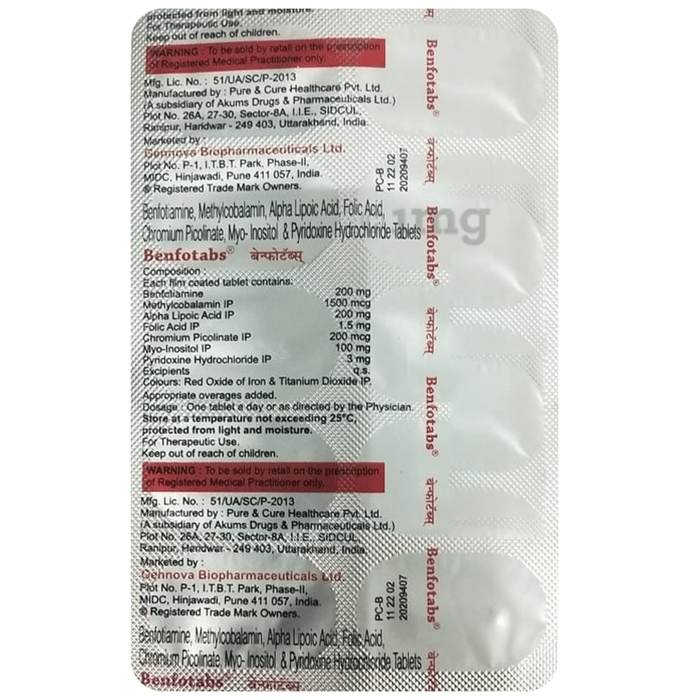 protected from light and moisture.
For Therapeutic Use.
Keep out of reach of children.
WARNING : To be sold by retail on the prescription
of Registered Medical Practitioner only.
Mfg. Lic. No. : 51/UA/SC/P-2013
Manufactured by : Pure & Cure Healthcare Pvt. Ltd.
(A subsidiary of Akums Drugs & Pharmaceuticals Ltd.)
Plot No. 26A, 27-30, Sector-8A, I.I.E., SIDCUL,
Ranipur, Haridwar - 249 403, Uttarakhand, India.
Marketed by :
Gennova Biopharmaceuticals Ltd.
Plot No. P-1, I.T.B.T. Park, Phase-II,
MIDC, Hinjawadi, Pune 411 057, India.
® Registered Trade Mark Owners.
PC-B
11 22 02
20209407
Benfotiamine, Methylcobalamin, Alpha Lipoic Acid, Folic Acid,
Chromium Picolinate, Myo- Inositol & Pyridoxine Hydrochloride Tablets
Benfotabs® बेन्फोटॅब्स्
Composition :
Each film coated tablet contains:
Benfotiamine 200 mg
Methylcobalamin IP 1500 mcg
Alpha Lipoic Acid IP 200 mg
Folic Acid IP 1.5 mg
Chromium Picolinate IP 200 mcg
Myo-Inositol IP 100 mg
Pyridoxine Hydrochloride IP 3 mg
Excipients q.s.
Colours: Red Oxide of Iron & Titanium Dioxide IP.
Appropriate overages added.
Dosage : One tablet a day or as directed by the Physician.
Store at a temperature not exceeding 25°C,
protected from light and moisture.
For Therapeutic Use.
Keep out of reach of children.
WARNING : To be sold by retail on the prescription
of Registered Medical Practitioner only.
Mfg. Lic. No. : 51/UA/SC/P-2013
Manufactured by : Pure & Cure Healthcare Pvt. Ltd.
(A subsidiary of Akums Drugs & Pharmaceuticals Ltd.)
Plot No. 26A, 27-30, Sector-8A, I.I.E., SIDCUL,
Ranipur, Haridwar - 249 403, Uttarakhand, India.
Marketed by :
Gennova Biopharmaceuticals Ltd.
Plot No. P-1, I.T.B.T. Park, Phase-II,
MIDC, Hinjawadi, Pune 411 057, India.
® Registered Trade Mark Owners.
PC-B
11 22 02
20209407
Benfotiamine, Methylcobalamin, Alpha Lipoic Acid, Folic Acid,
Chromium Picolinate, Myo- Inositol & Pyridoxine Hydrochloride Tablets
Benfotabs® बेन्फोटॅब्स्
Benfotabs®
बेन्फोटॅब्स्
Benfotabs®
बेन्फोटॅब्स्
Benfotabs®
बेन्फोटॅब्स्
Benfotabs®
mg